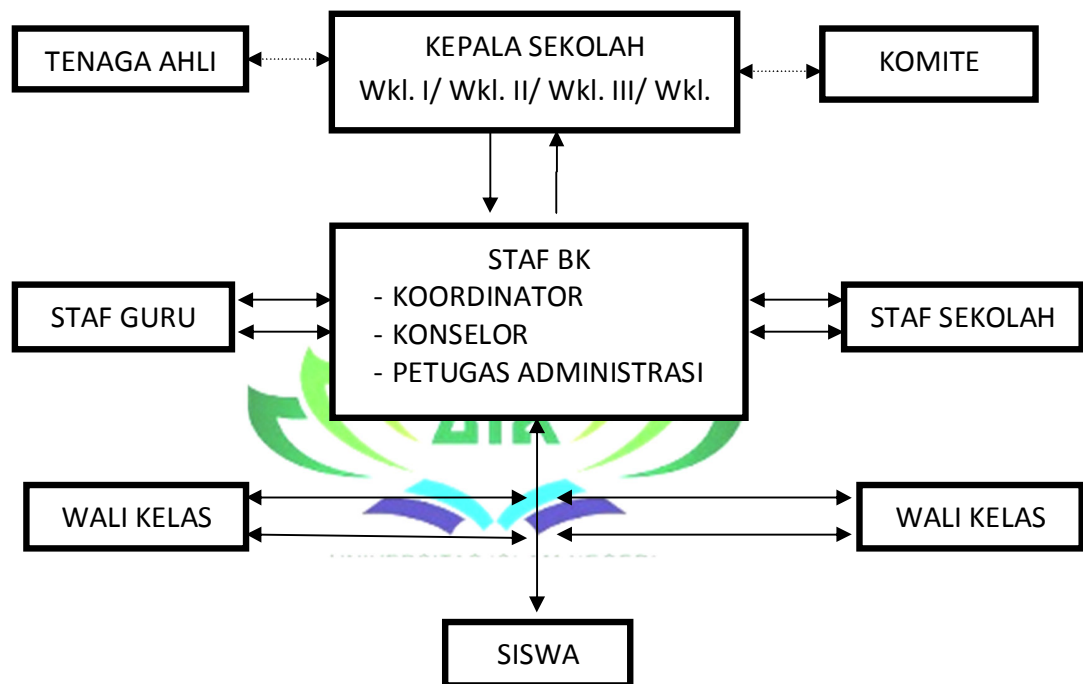 TENAGA AHLI
KEPALA SEKOLAH
Wkl. I/ Wkl. II/ Wkl. III/ Wkl.
KOMITE
STAF GURU
STAF BK
- KOORDINATOR
- KONSELOR
- PETUGAS ADMINISTRASI
STAF SEKOLAH
WALI KELAS
WALI KELAS
SISWA